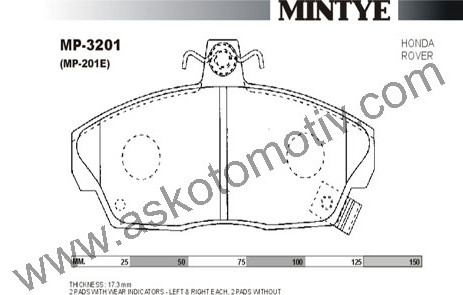 MINTYE
MP-3201
(MP-201E)
HONDA
ROVER
www.askotomotiv.com
MM. 25 50 75 100 125 150
THICKNESS : 17.3 mm
2 PADS WITH WEAR INDICATORS - LEFT & RIGHT EACH, 2 PADS WITHOUT